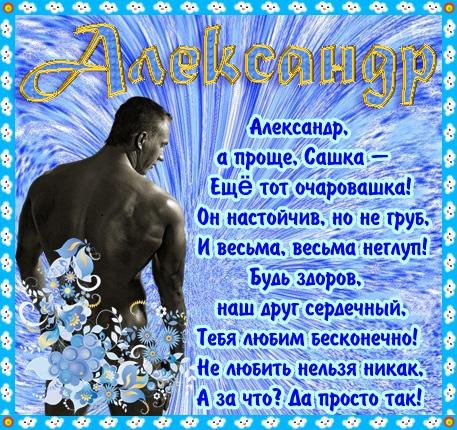 Александр
Александр,
а проще, Сашка —
Ещё тот очаровашка!
Он настойчив, но не груб,
И весьма, весьма неглуп!
Будь здоров,
наш друг сердечный,
Тебя любим бесконечно!
Не любить нельзя никак,
А за что? Да просто так!